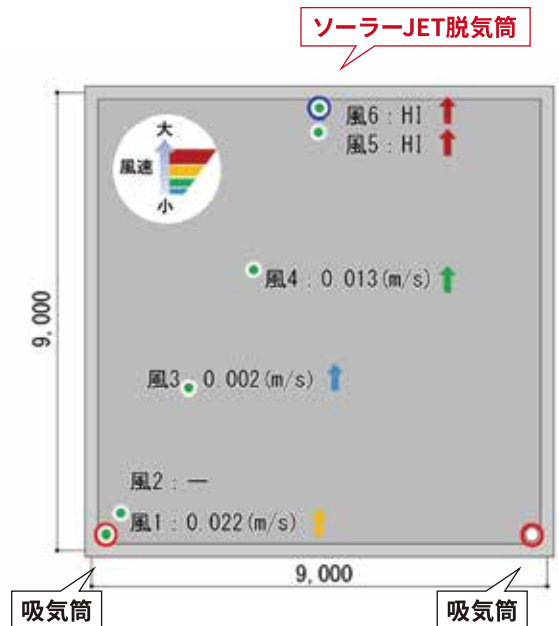 ソーラーJET脱気筒
風6：HI
風5：HI
大
風速
小
風4：0.013(m/s)
9,000
風3：0.002(m/s)
風2：—
風1：0.022(m/s)
9,000
吸気筒
吸気筒